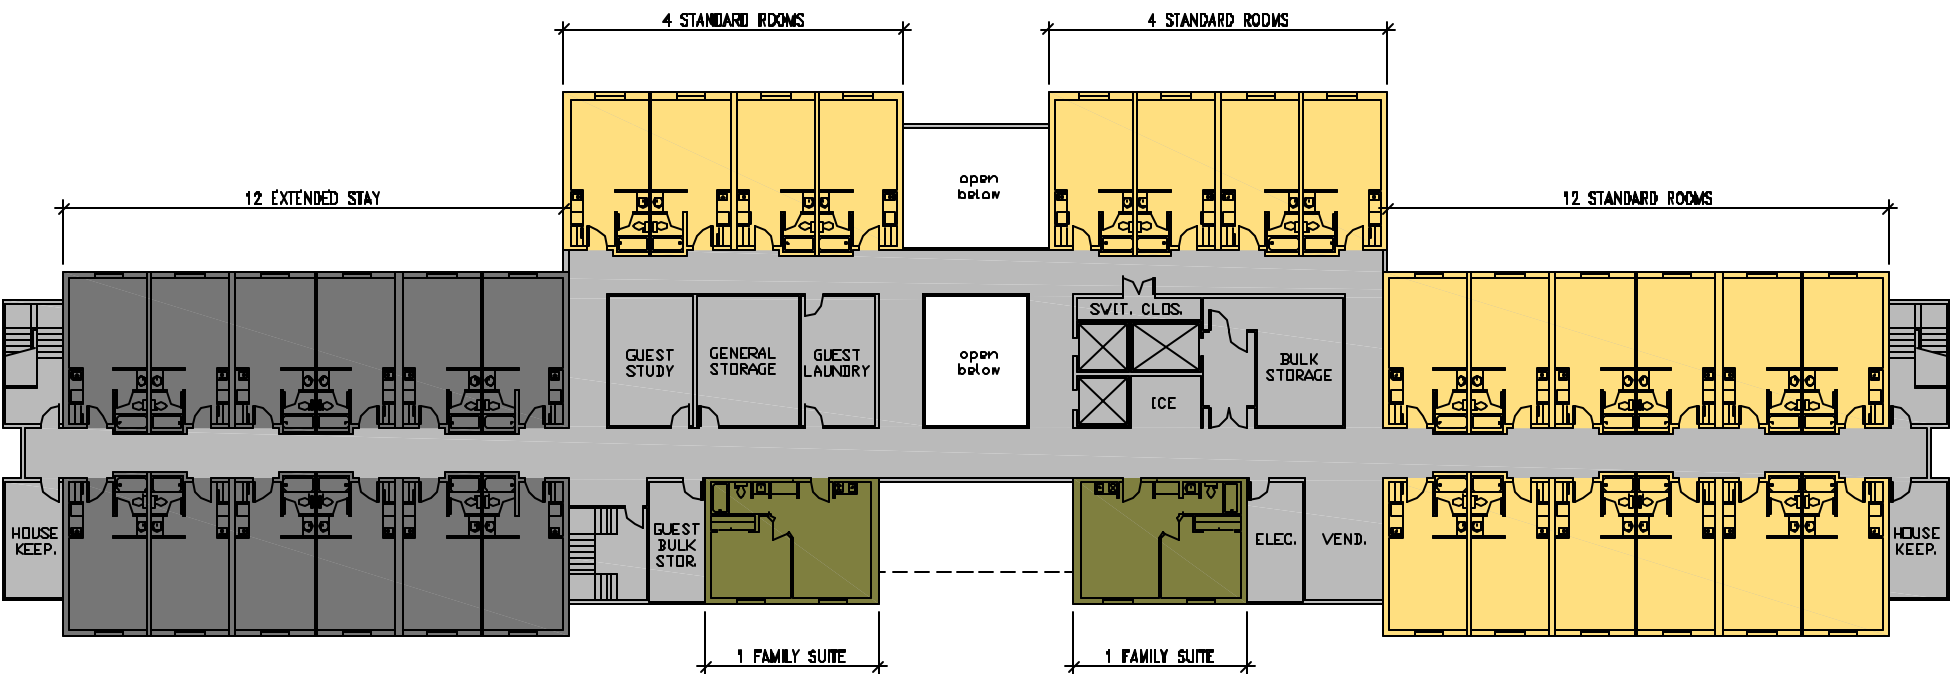 4 STANDARD ROOMS
4 STANDARD ROOMS
12 EXTENDED STAY
open
below
12 STANDARD ROOMS
SWIT. CLOS.
GUEST
STUDY
GENERAL
STORAGE
GUEST
LAUNDRY
open
below
BULK
STORAGE
ICE
HOUSE
KEEP.
GUEST
BULK
STOR.
ELEC.
VEND.
HOUSE
KEEP.
1 FAMILY SUITE
1 FAMILY SUITE